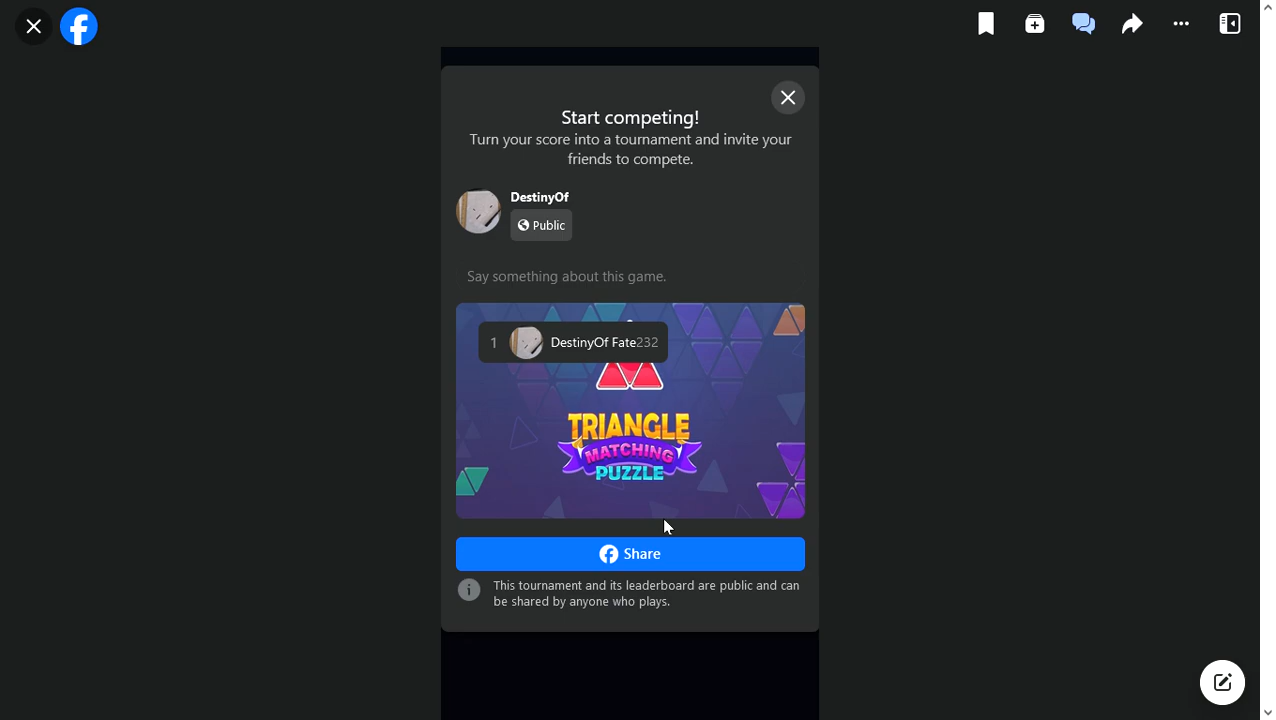 Start competing!
Turn your score into a tournament and invite your
friends to compete.
DestinyOf
Public
Say something about this game.
1 DestinyOf Fate232
TRIANGLE
MATCHING
PUZZLE
Share
This tournament and its leaderboard are public and can
be shared by anyone who plays.